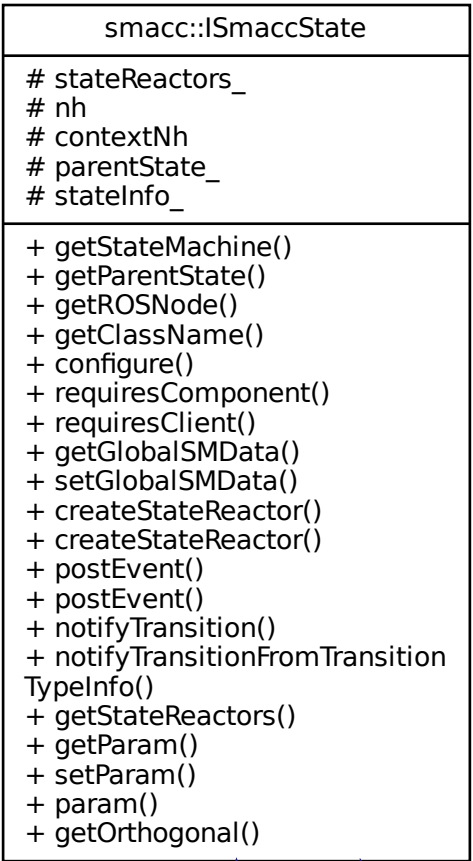 smacc::ISmaccState
# stateReactors_
# nh
# contextNh
# parentState_
# stateInfo_
+ getStateMachine()
+ getParentState()
+ getROSNode()
+ getClassName()
+ configure()
+ requiresComponent()
+ requiresClient()
+ getGlobalSMData()
+ setGlobalSMData()
+ createStateReactor()
+ createStateReactor()
+ postEvent()
+ postEvent()
+ notifyTransition()
+ notifyTransitionFromTransition
TypeInfo()
+ getStateReactors()
+ getParam()
+ setParam()
+ param()
+ getOrthogonal()